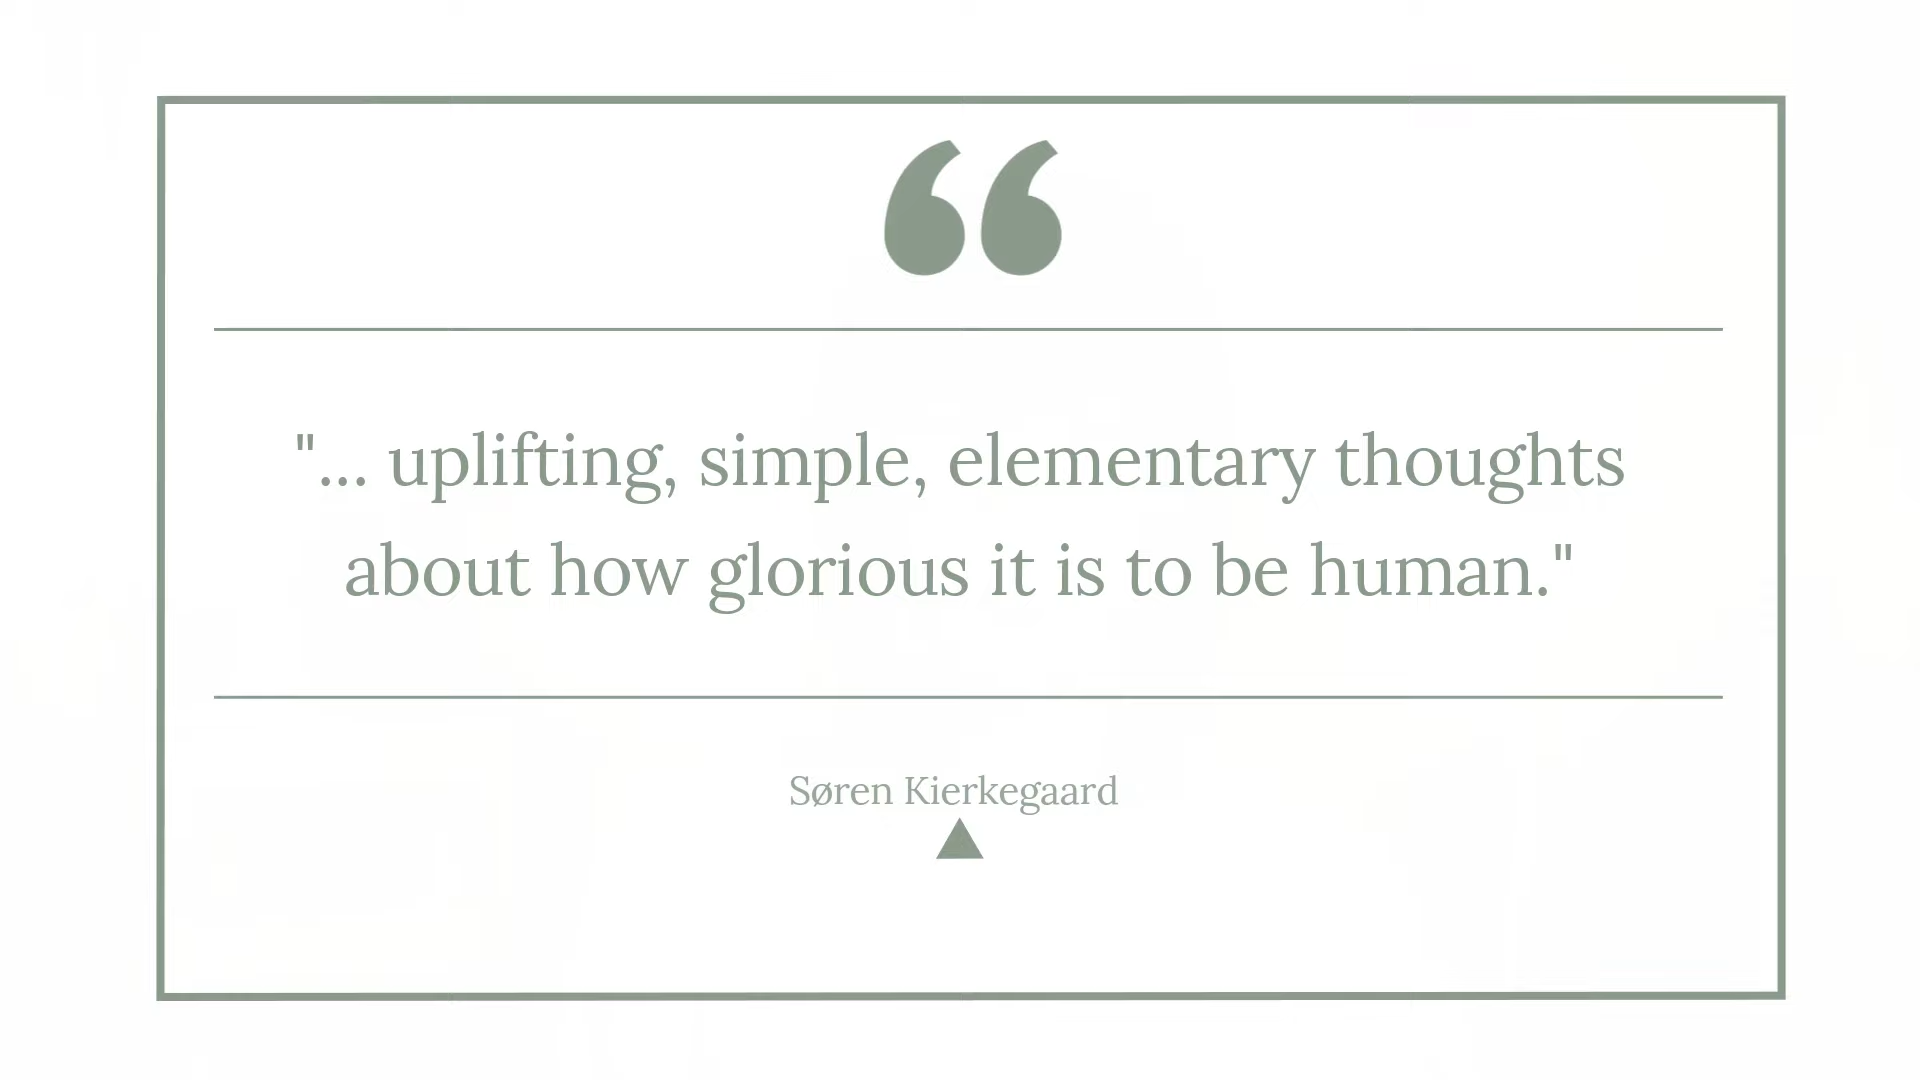 "... uplifting, simple, elementary thoughts
about how glorious it is to be human."
Søren Kierkegaard